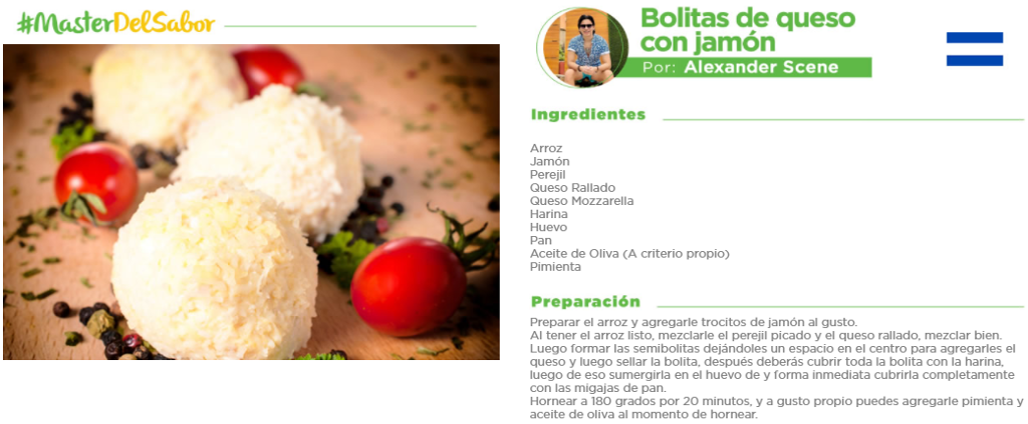 #MasterDelSabor
Bolitas de queso
con jamón
Por: Alexander Scene
Ingredientes
Arroz
Jamón
Perejil
Queso Rallado
Queso Mozzarella
Harina
Huevo
Pan
Aceite de Oliva (A criterio propio)
Pimienta
Preparación
Preparar el arroz y agregarle trocitos de jamón al gusto.
Al tener el arroz listo, mezclarle el perejil picado y el queso rallado, mezclar bien.
Luego formar las semibolitas dejándoles un espacio en el centro para agregarles el
queso y luego sellar la bolita, después deberás cubrir toda la bolita con la harina,
luego de eso sumergirla en el huevo de y forma inmediata cubrirla completamente
con las migajas de pan.
Hornear a 180 grados por 20 minutos, y a gusto propio puedes agregarle pimienta y
aceite de oliva al momento de hornear.